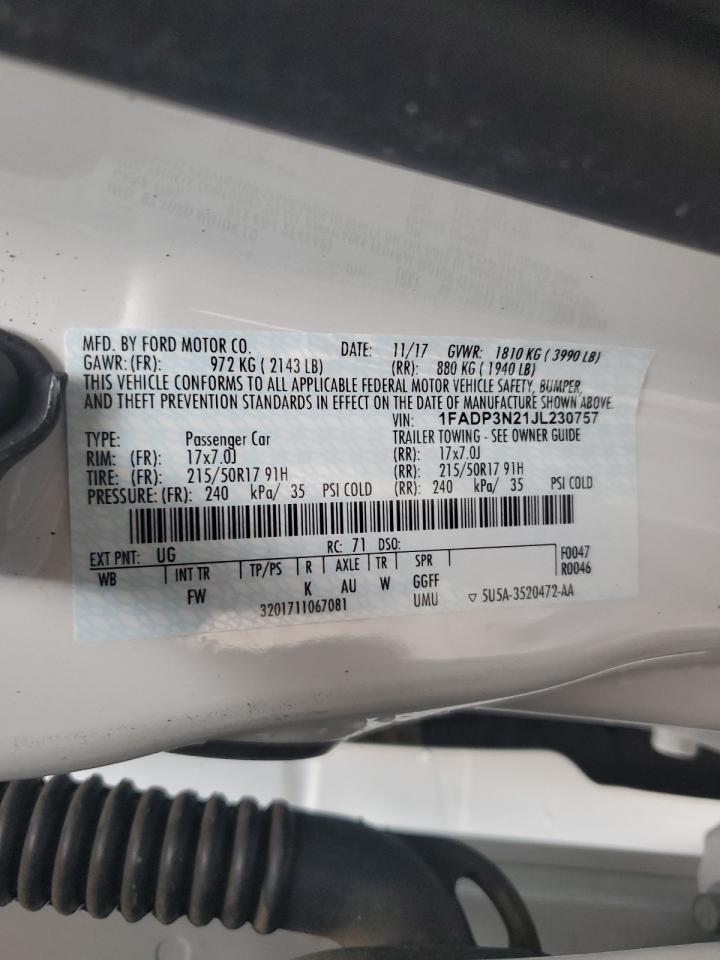 MFD. BY FORD MOTOR CO. DATE: 11/17 GVWR: 1810 KG ( 3990 LB)
GAWR: (FR): 972 KG ( 2143 LB) (RR): 880 KG ( 1940 LB)
THIS VEHICLE CONFORMS TO ALL APPLICABLE FEDERAL MOTOR VEHICLE SAFETY, BUMPER,
AND THEFT PREVENTION STANDARDS IN EFFECT ON THE DATE OF MANUFACTURE SHOWN ABOVE.
VIN: 1FADP3N21JL230757
TYPE: Passenger Car TRAILER TOWING - SEE OWNER GUIDE
RIM: (FR): 17x7.0J (RR): 17x7.0J
TIRE: (FR): 215/50R17 91H (RR): 215/50R17 91H
PRESSURE: (FR): 240 kPa/ 35 PSI COLD (RR): 240 kPa/ 35 PSI COLD
EXT PNT: UG RC: 71 DSO: F0047
WB INT TR TP/PS R AXLE TR SPR R0046
FW K AU W GGFF
3201711067081 UMU ▽ 5U5A-3520472-AA